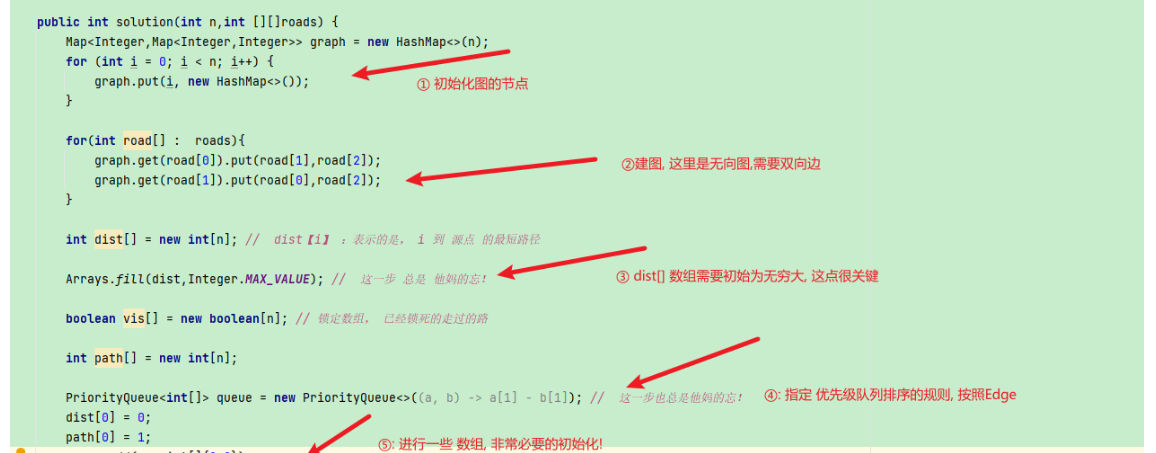 public int solution(int n,int [][]roads) {
Map<Integer,Map<Integer,Integer>> graph = new HashMap<>(n);
for (int i = 0; i < n; i++) {
graph.put(i, new HashMap<>());
① 初始化图的节点
}
for(int road[] : roads){
graph.get(road[0]).put(road[1],road[2]);
②建图, 这里是无向图,需要双向边
graph.get(road[1]).put(road[0],road[2]);
}
int dist[] = new int[n]; // dist【i】 ：表示的是， i 到 源点 的最短路径
Arrays.fill(dist,Integer.MAX_VALUE); // 这一步 总是 他妈的忘!
③ dist[] 数组需要初始为无穷大, 这点很关键
boolean vis[] = new boolean[n]; // 锁定数组， 已经锁死的走过的路
int path[] = new int[n];
PriorityQueue<int[]> queue = new PriorityQueue<>((a, b) -> a[1] - b[1]); // 这一步也总是他妈的忘!
④: 指定 优先级队列排序的规则, 按照Edge
dist[0] = 0;
path[0] = 1;
⑤: 进行一些 数组, 非常必要的初始化!